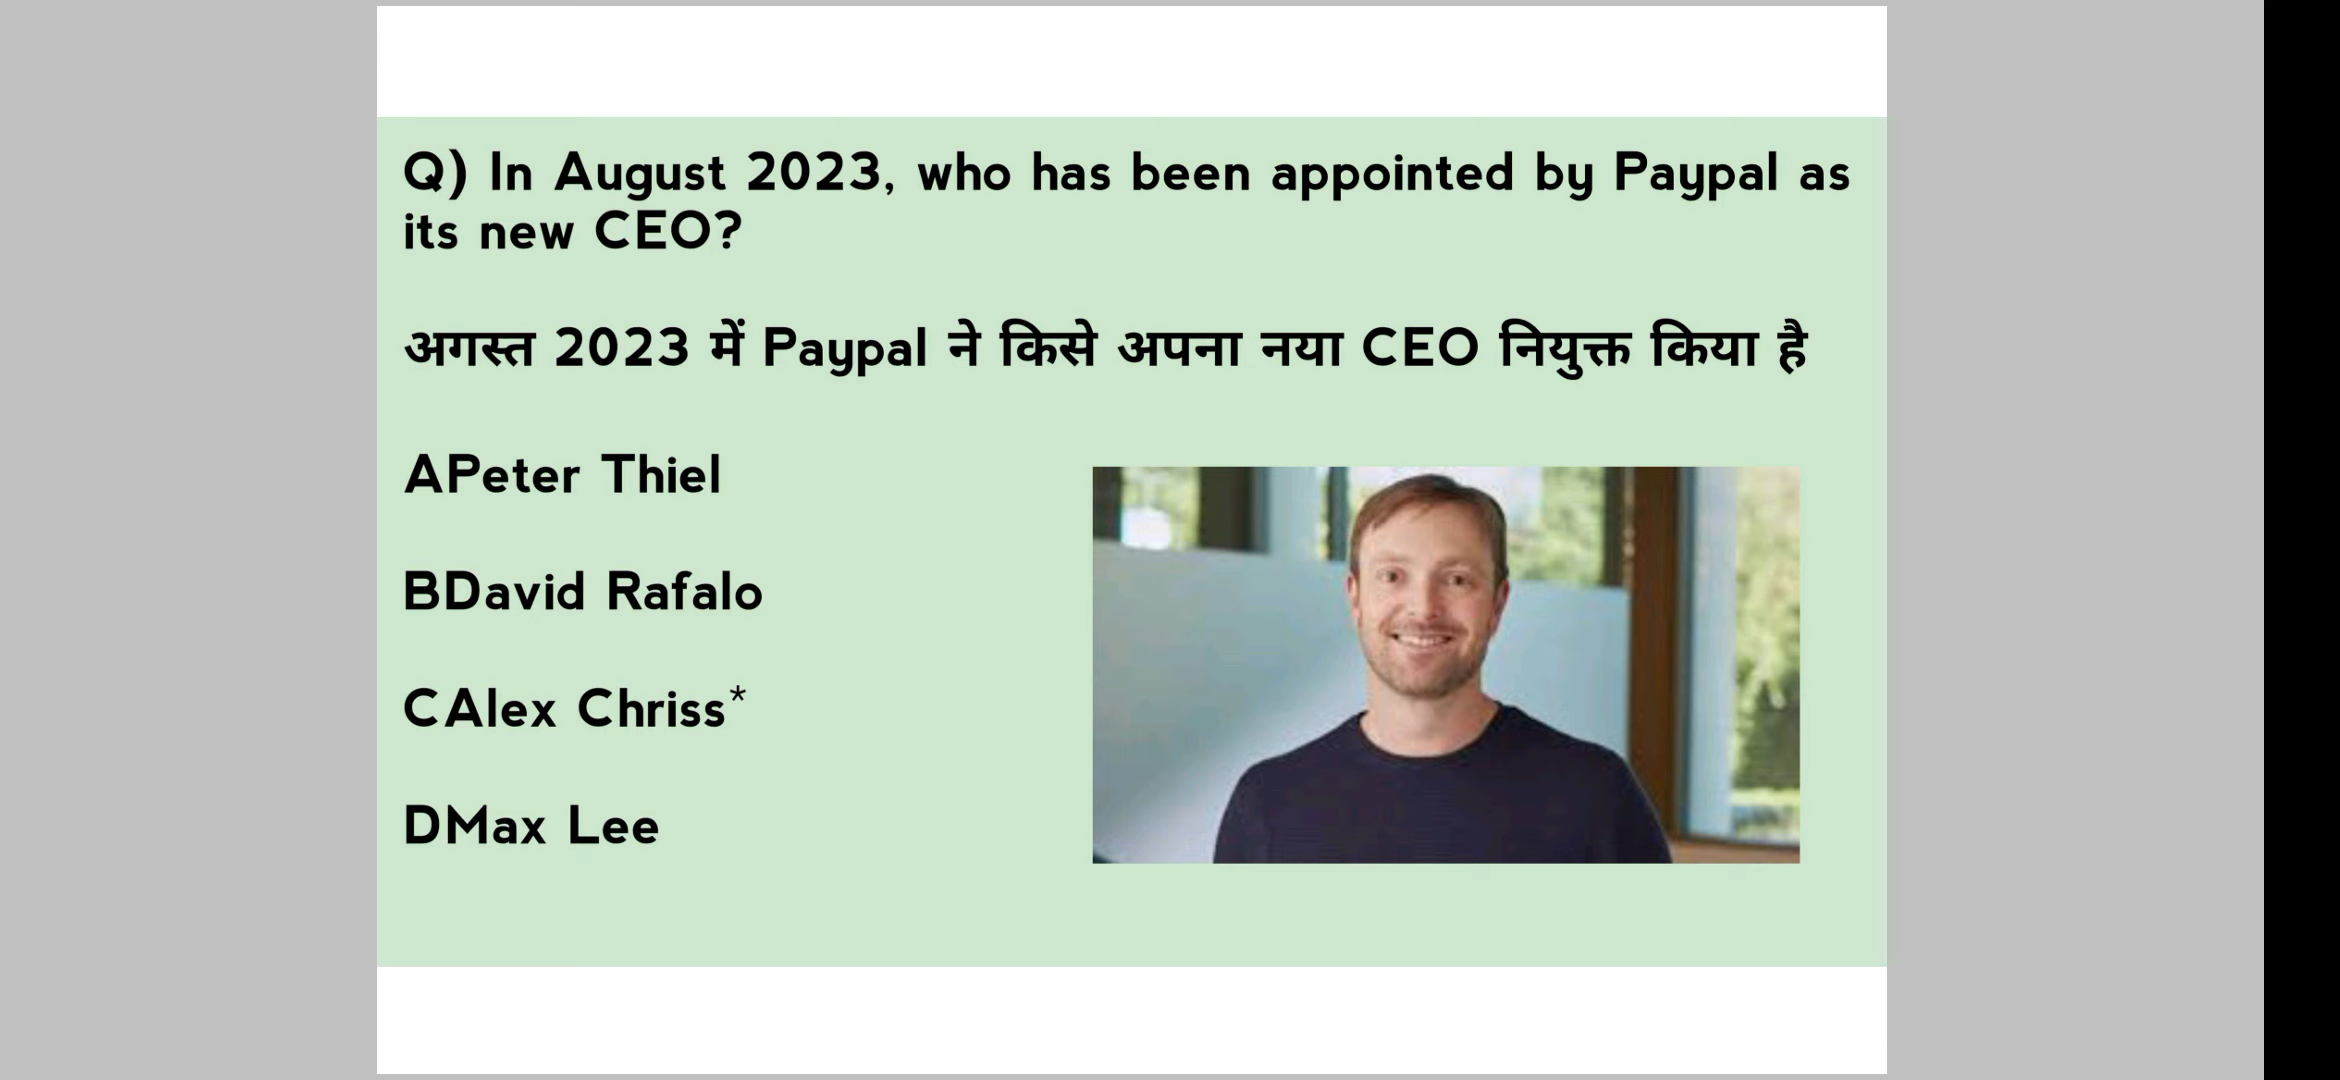 Q) In August 2023, who has been appointed by Paypal as
its new CEO?
अगस्त 2023 में Paypal ने किसे अपना नया CEO नियुक्त किया है
APeter Thiel
BDavid Rafalo
CAlex Chriss*
DMax Lee